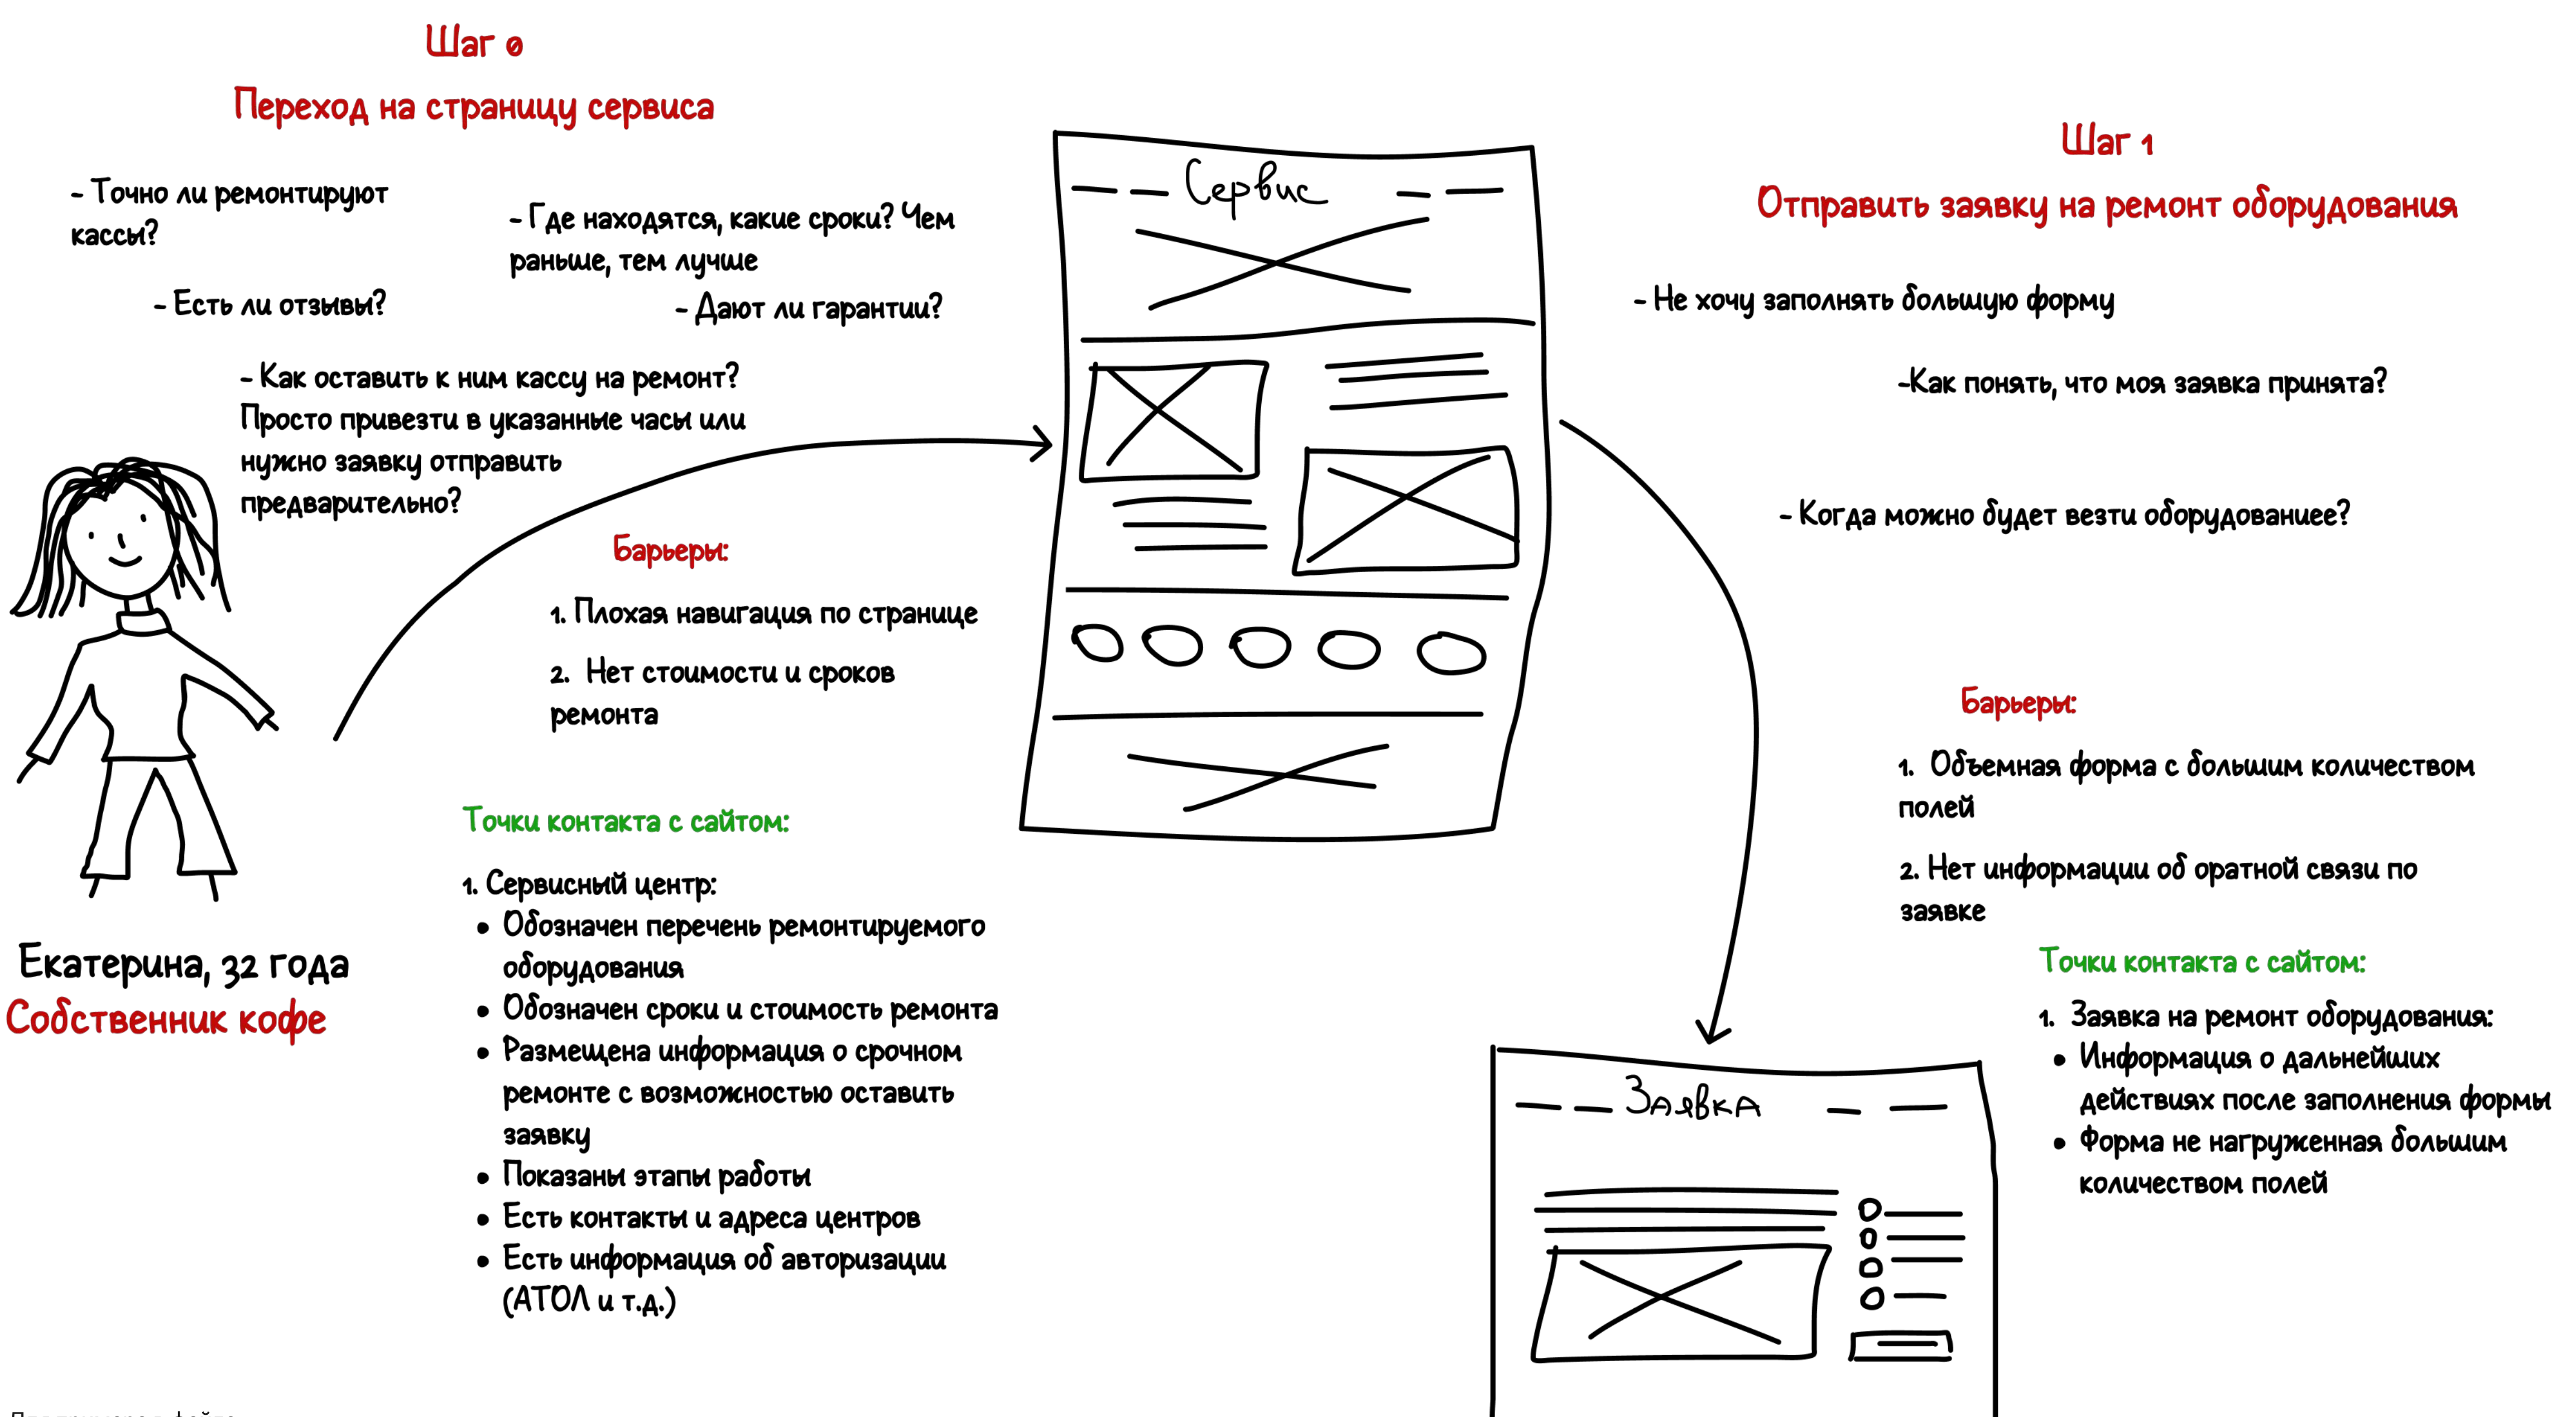 Шаг 0
Переход на страницу сервиса
- Точно ли ремонтируют
кассы?
- Где находятся, какие сроки? Чем
раньше, тем лучше
- Есть ли отзывы?
- Дают ли гарантии?
- Как оставить к ним кассу на ремонт?
Просто привезти в указанные часы или
нужно заявку отправить
предварительно?
Барьеры:
1. Плохая навигация по странице
2. Нет стоимости и сроков
ремонта
Точки контакта с сайтом:
1. Сервисный центр:
• Обозначен перечень ремонтируемого
оборудования
• Обозначен сроки и стоимость ремонта
• Размещена информация о срочном
ремонте с возможностью оставить
заявку
• Показаны этапы работы
• Есть контакты и адреса центров
• Есть информация об авторизации
(АТОЛ и т.д.)
Екатерина, 32 года
Собственник кофе
Сервис
Шаг 1
Отправить заявку на ремонт оборудования
- Не хочу заполнять большую форму
-Как понять, что моя заявка принята?
- Когда можно будет везти оборудованиее?
Барьеры:
1. Объемная форма с большим количеством
полей
2. Нет информации об оратной связи по
заявке
Точки контакта с сайтом:
1. Заявка на ремонт оборудования:
• Информация о дальнейших
действиях после заполнения формы
• Форма не нагруженная большим
количеством полей
Заявка